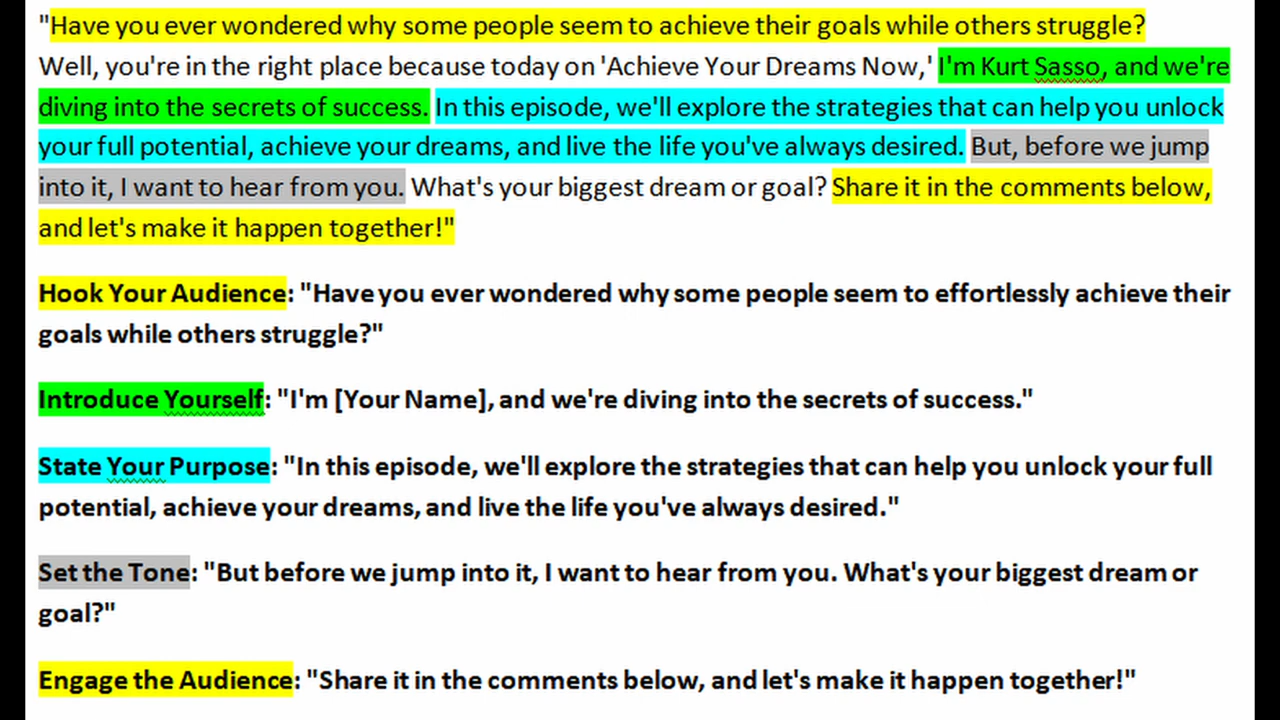 "Have you ever wondered why some people seem to achieve their goals while others struggle?
Well, you're in the right place because today on 'Achieve Your Dreams Now,' I'm Kurt Sasso, and we're
diving into the secrets of success. In this episode, we'll explore the strategies that can help you unlock
your full potential, achieve your dreams, and live the life you've always desired. But, before we jump
into it, I want to hear from you. What's your biggest dream or goal? Share it in the comments below,
and let's make it happen together!"
Hook Your Audience: "Have you ever wondered why some people seem to effortlessly achieve their
goals while others struggle?"
Introduce Yourself: "I'm [Your Name], and we're diving into the secrets of success."
State Your Purpose: "In this episode, we'll explore the strategies that can help you unlock your full
potential, achieve your dreams, and live the life you've always desired."
Set the Tone: "But before we jump into it, I want to hear from you. What's your biggest dream or
goal?"
Engage the Audience: "Share it in the comments below, and let's make it happen together!"